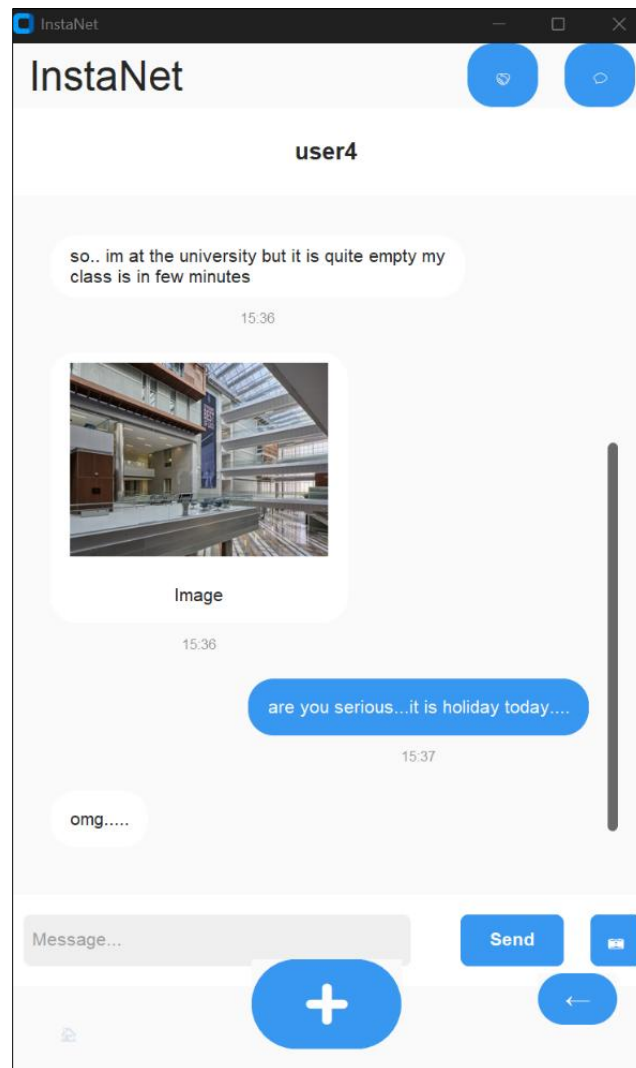 InstaNet
InstaNet
user4
so.. im at the university but it is quite empty my
class is in few minutes
15:36
Image
15:36
are you serious...it is holiday today....
15:37
omg.....
Message...
Send